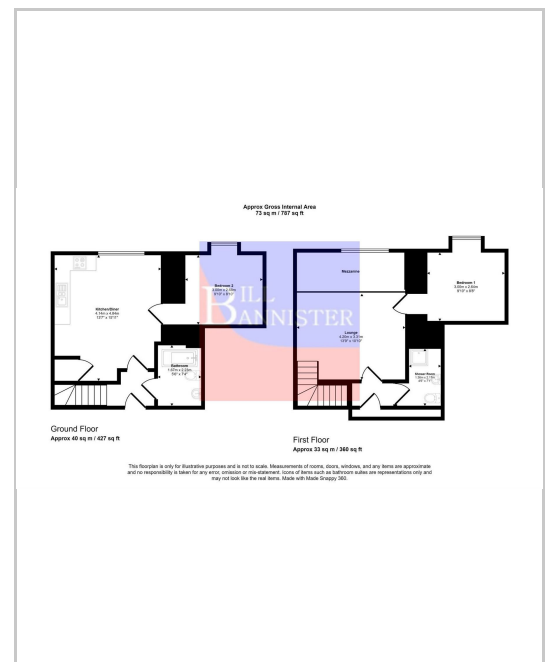 Approx Gross Internal Area
73 sq m / 787 sq ft
Kitchen/Diner
Bedroom 2
Bathroom
BILL
BANNISTER
Mezzanine
Lounge
Bedroom 1
Shower Room
Ground Floor
Approx 40 sq m / 427 sq ft
First Floor
Approx 33 sq m / 360 sq ft
This floorplan is only for illustrative purposes and is not to scale. Measurements of rooms, doors, windows, and any items are approximate
and no responsibility is taken for any error, omission or mis-statement. Icons of items such as bathroom suites are representations only and
may not look like the real items. Made with Made Snappy 360.